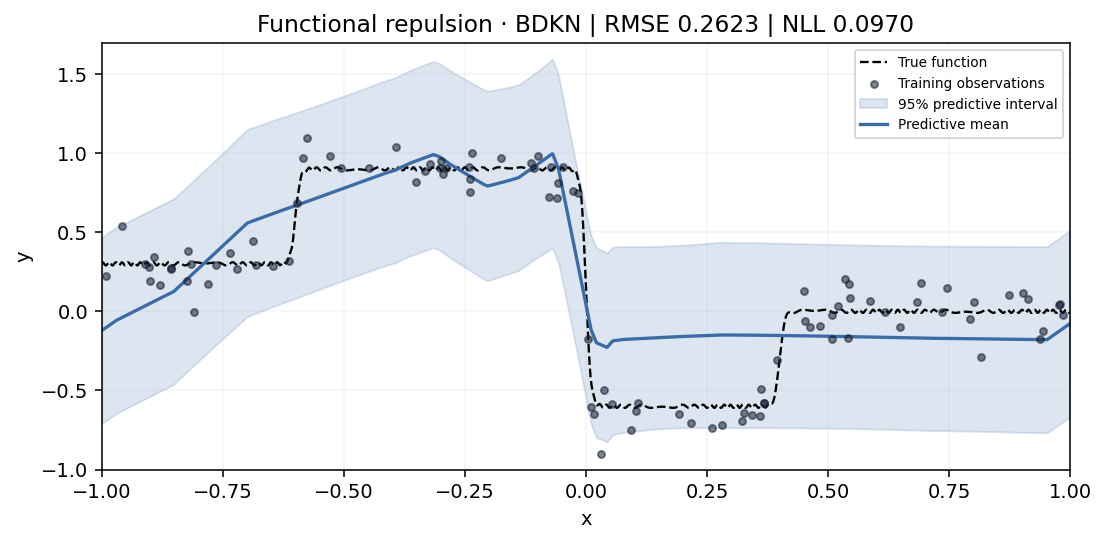 Functional repulsion · BDKN | RMSE 0.2623 | NLL 0.0970
True function
Training observations
95% predictive interval
Predictive mean
y
1.5
1.0
0.5
0.0
−0.5
−1.0
−1.00 −0.75 −0.50 −0.25 0.00 0.25 0.50 0.75 1.00
x